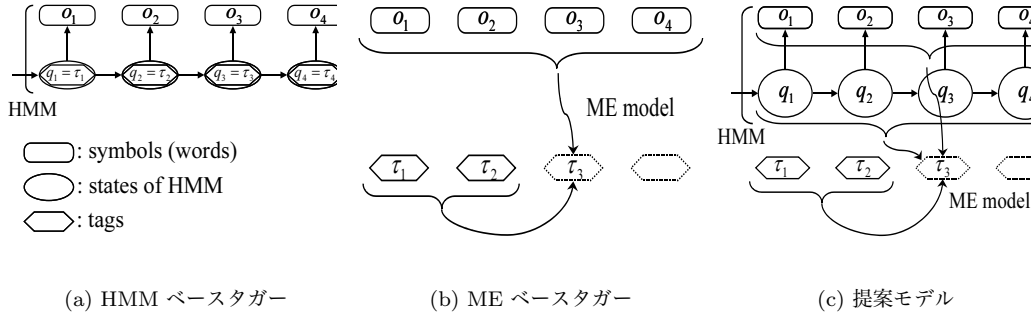 o1 o2 o3 o4
q1 = τ1 q2 = τ2 q3 = τ3 q4 = τ4
HMM
: symbols (words)
: states of HMM
: tags
(a) HMM ベースタガー
o1 o2 o3 o4
ME model
τ1 τ2 τ3
(b) ME ベースタガー
o1 o2 o3
q1 q2 q3
HMM
τ1 τ2 τ3
ME model
(c) 提案モデル